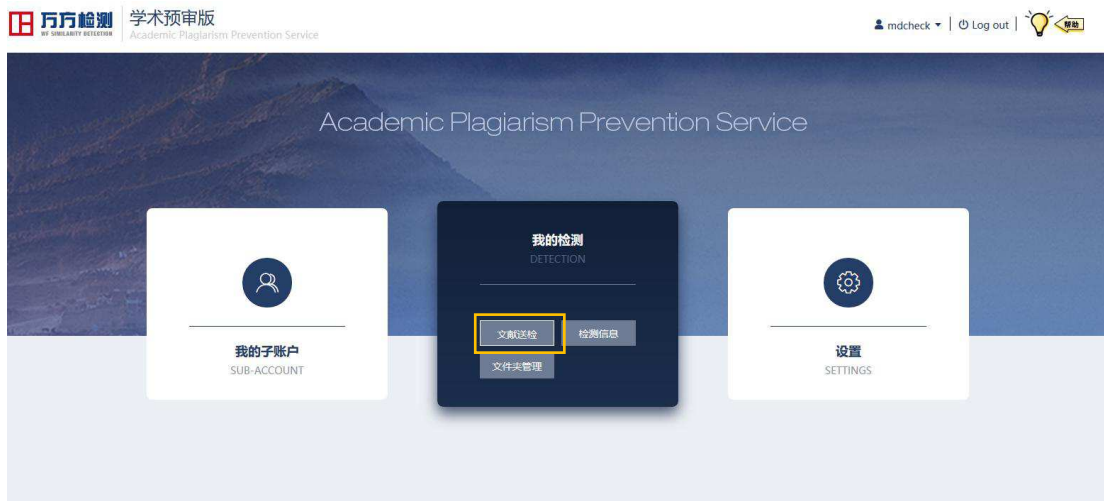 万方检测
WF SIMILARITY DETECTION
学术预审版
Academic Plagiarism Prevention Service
mdcheck
Log out
帮助
Academic Plagiarism Prevention Service
我的子账户
SUB-ACCOUNT
我的检测
DETECTION
文献送检 检测信息
文件夹管理
设置
SETTINGS